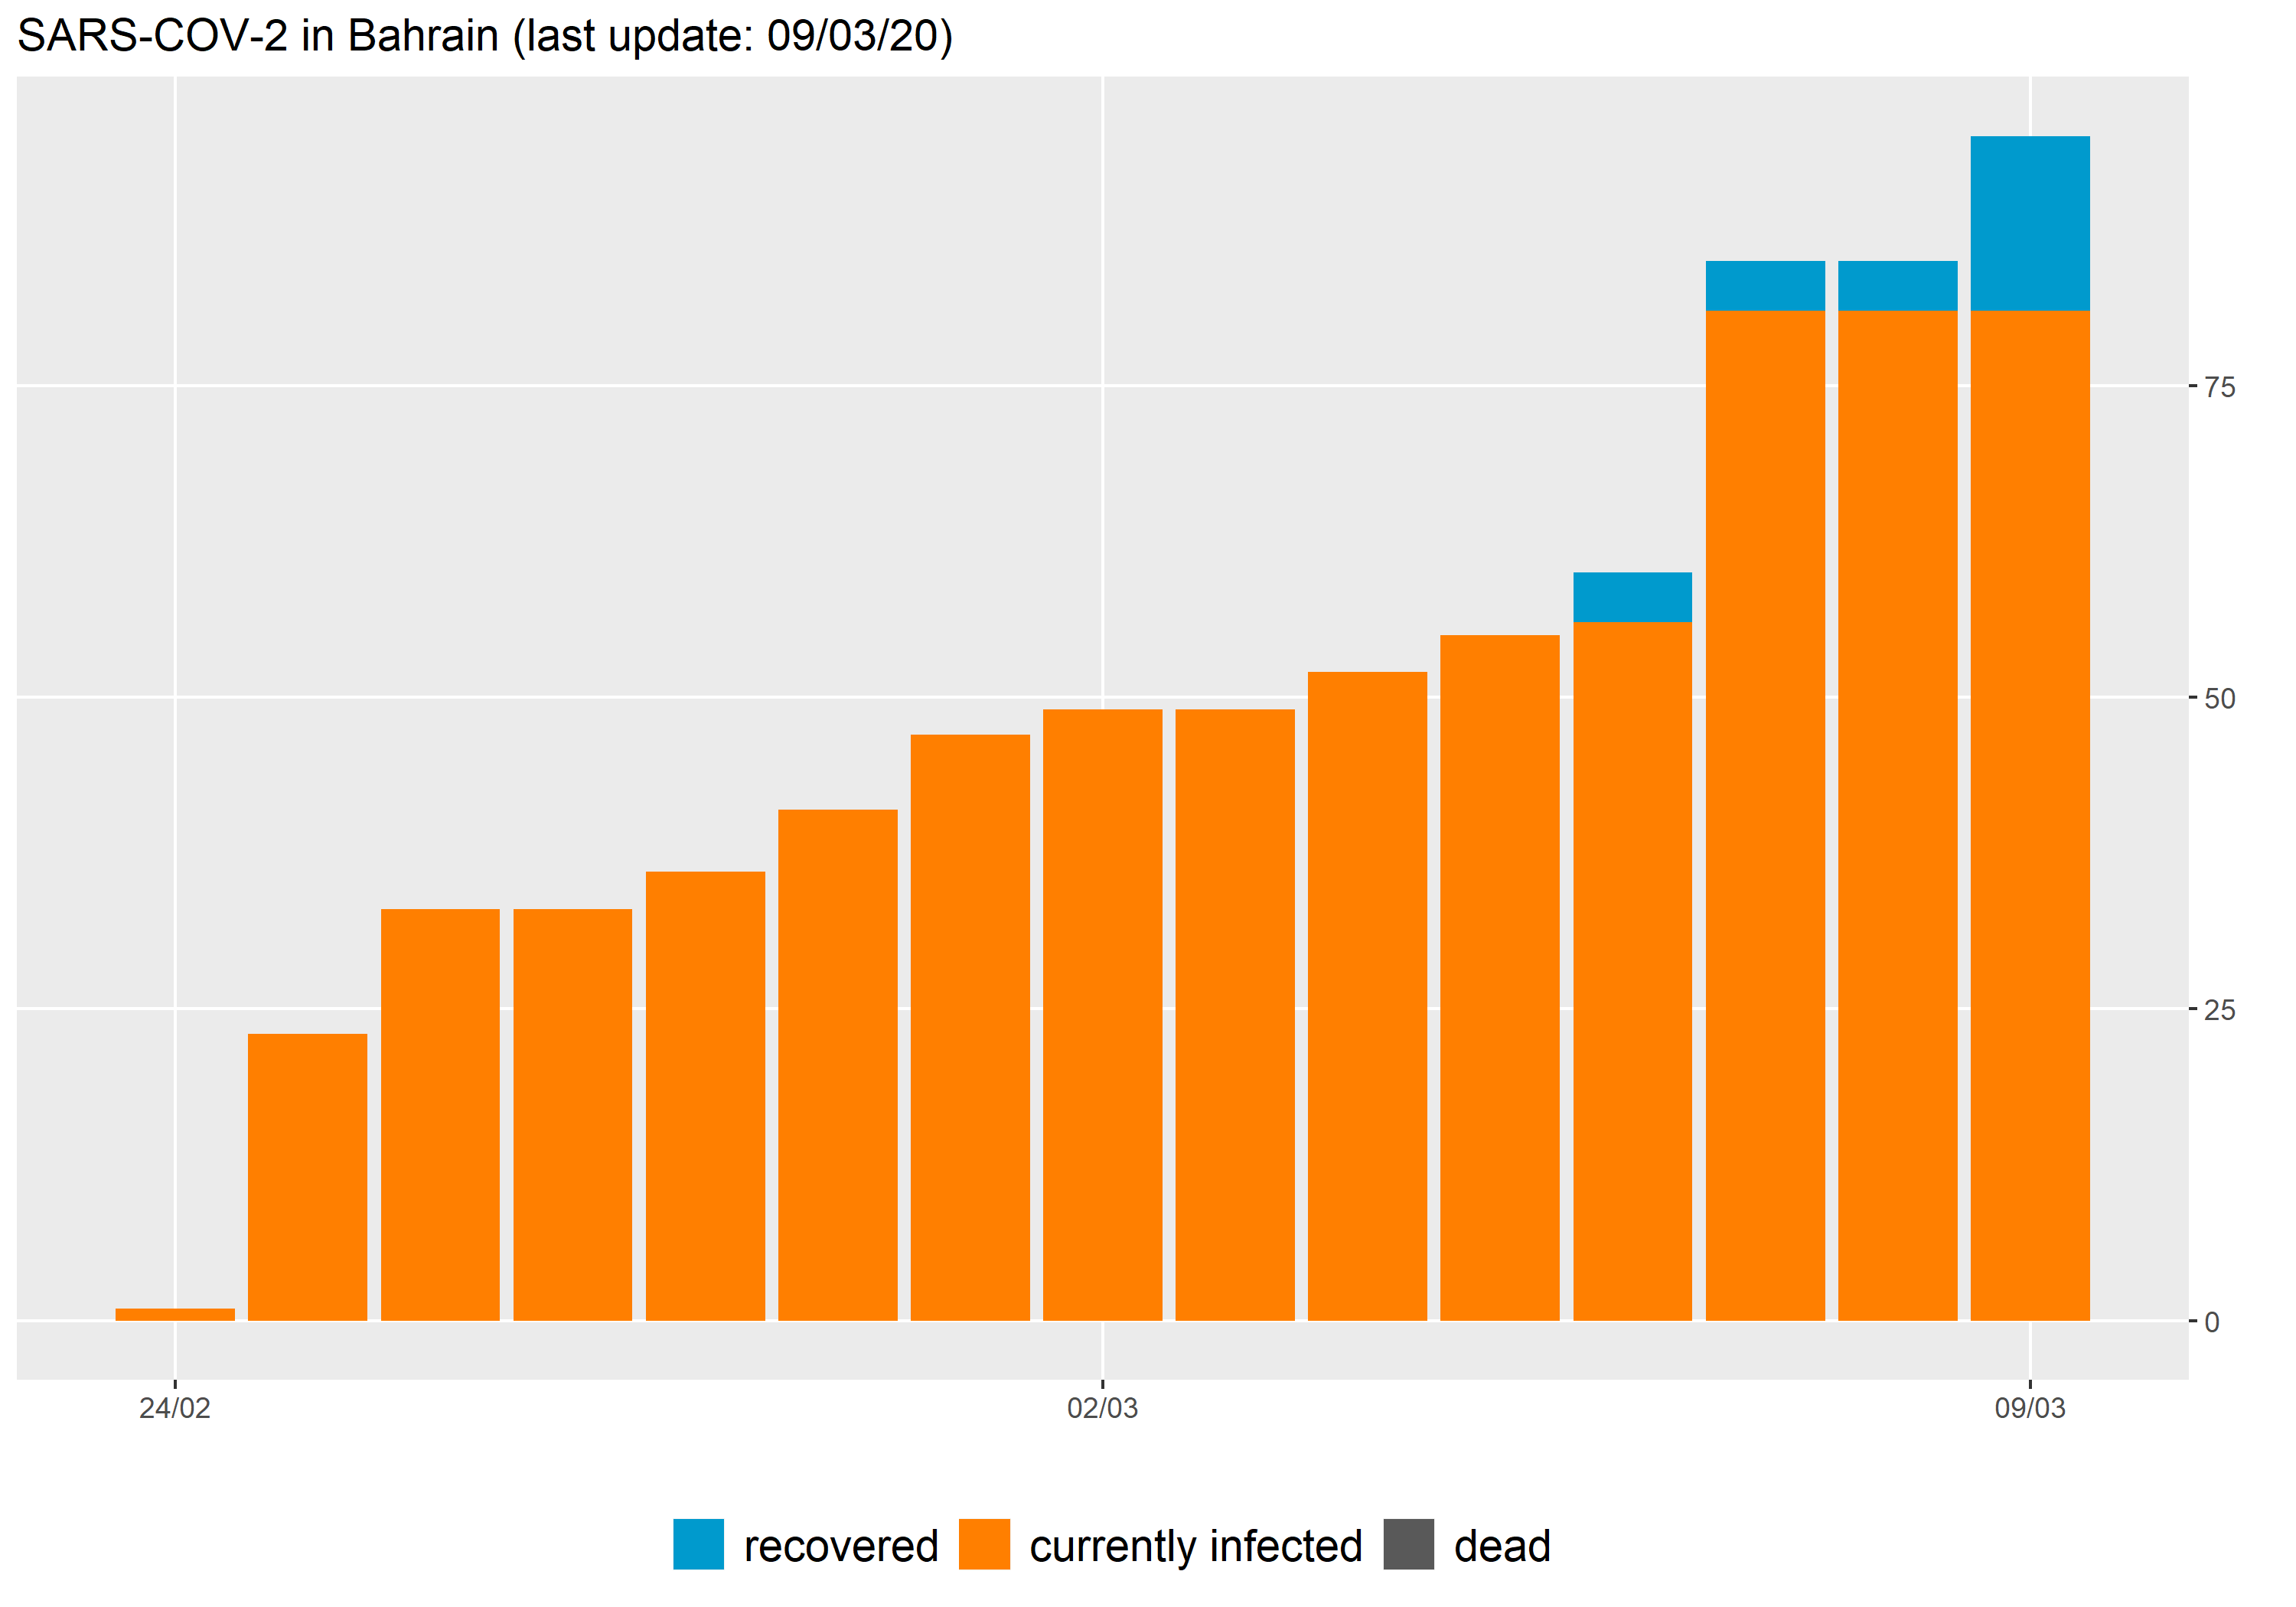 SARS-COV-2 in Bahrain (last update: 09/03/20)
75
50
25
0
24/02 02/03 09/03
recovered currently infected dead